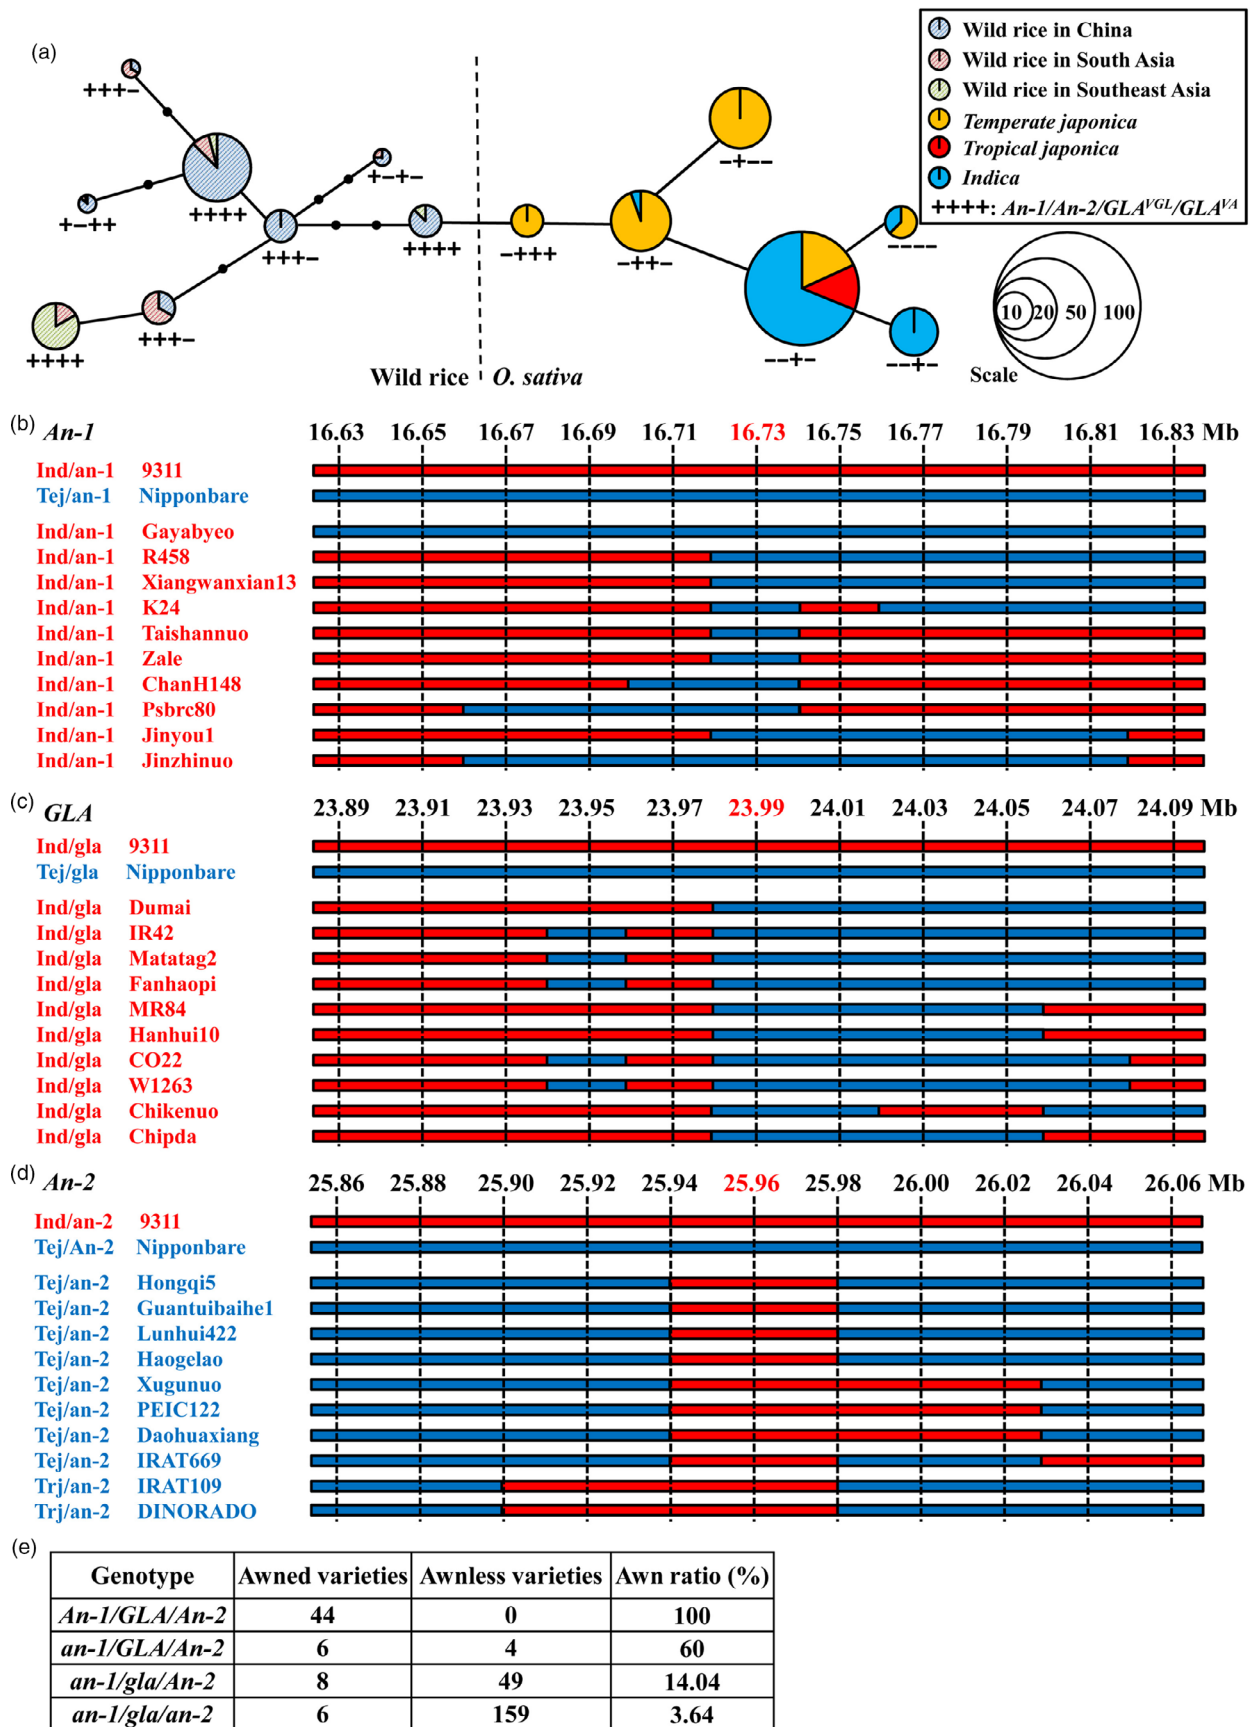 (a)
Wild rice in China
Wild rice in South Asia
Wild rice in Southeast Asia
Temperate japonica
Tropical japonica
Indica
++++: An-1/An-2/GLA^VGL/GLA^VA
+++−
++++
+−++
+−+−
+++−
++++
+++−
++++
−+++
−++−
−+−−
−−+−
−−−−
−−+−
Wild rice
O. sativa
10 20 50 100
Scale
(b) An-1 16.63 16.65 16.67 16.69 16.71 16.73 16.75 16.77 16.79 16.81 16.83 Mb
Ind/an-1 9311
Tej/an-1 Nipponbare
Ind/an-1 Gayabyeo
Ind/an-1 R458
Ind/an-1 Xiangwanxian13
Ind/an-1 K24
Ind/an-1 Taishannuo
Ind/an-1 Zale
Ind/an-1 ChanH148
Ind/an-1 Psbrc80
Ind/an-1 Jinyou1
Ind/an-1 Jinzhinuo
(c) GLA 23.89 23.91 23.93 23.95 23.97 23.99 24.01 24.03 24.05 24.07 24.09 Mb
Ind/gla 9311
Tej/gla Nipponbare
Ind/gla Dumai
Ind/gla IR42
Ind/gla Matatag2
Ind/gla Fanhaopi
Ind/gla MR84
Ind/gla Hanhui10
Ind/gla CO22
Ind/gla W1263
Ind/gla Chikenuo
Ind/gla Chipda
(d) An-2 25.86 25.88 25.90 25.92 25.94 25.96 25.98 26.00 26.02 26.04 26.06 Mb
Ind/an-2 9311
Tej/An-2 Nipponbare
Tej/an-2 Hongqi5
Tej/an-2 Guantuibaihe1
Tej/an-2 Lunhui422
Tej/an-2 Haogelao
Tej/an-2 Xugunuo
Tej/an-2 PEIC122
Tej/an-2 Daohuaxiang
Tej/an-2 IRAT669
Trj/an-2 IRAT109
Trj/an-2 DINORADO
(e)
Genotype Awned varieties Awnless varieties Awn ratio (%)
An-1/GLA/An-2 44 0 100
an-1/GLA/An-2 6 4 60
an-1/gla/An-2 8 49 14.04
an-1/gla/an-2 6 159 3.64